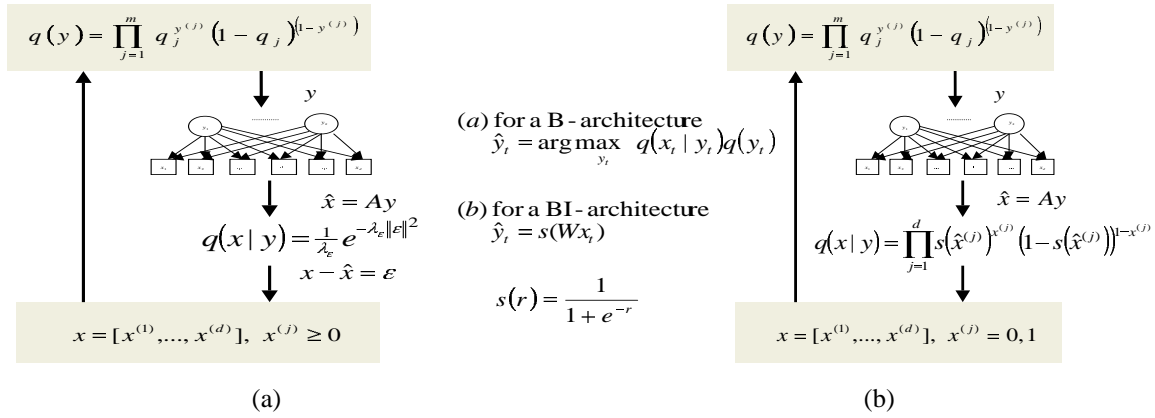 q(y) = ∏_{j=1}^{m} q_j^{y^{(j)}} (1 − q_j)^{(1−y^{(j)})}
y
..............
x̂ = Ay
q(x | y) = \frac{1}{λ_ε} e^{−λ_ε‖ε‖^2}
x − x̂ = ε
x = [x^{(1)},..., x^{(d)}], x^{(j)} ≥ 0
(a)
(a) for a B - architecture
ŷ_t = arg max_{y_t} q(x_t | y_t)q(y_t)
(b) for a BI - architecture
ŷ_t = s(Wx_t)
s(r) = \frac{1}{1 + e^{−r}}
q(y) = ∏_{j=1}^{m} q_j^{y^{(j)}} (1 − q_j)^{(1−y^{(j)})}
y
..............
x̂ = Ay
q(x | y) = ∏_{j=1}^{d} s(x̂^{(j)})^{x^{(j)}} (1 − s(x̂^{(j)}))^{1−x^{(j)}}
x = [x^{(1)},..., x^{(d)}], x^{(j)} = 0, 1
(b)